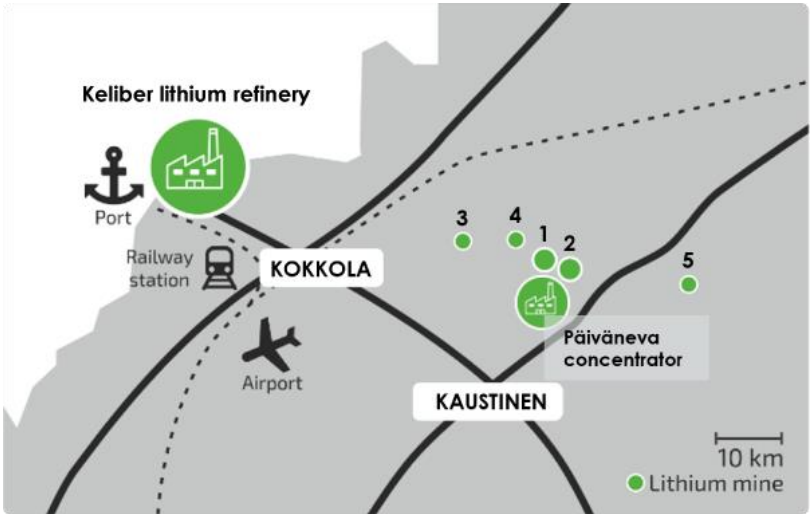 Keliber lithium refinery
Port
Railway
station
KOKKOLA
Airport
3
4
1
2
5
Päiväneva
concentrator
KAUSTINEN
10 km
Lithium mine